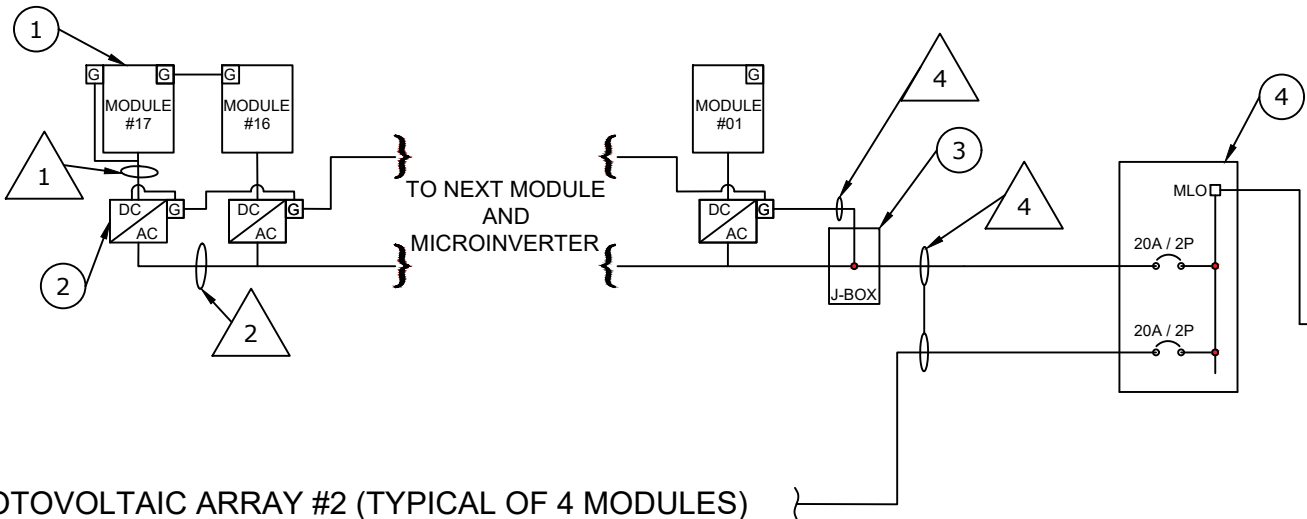 1
G
G
G
MODULE
#17
MODULE
#16
G
MODULE
#01
4
4
3
1
DC
AC
G
DC
AC
G
TO NEXT MODULE
AND
MICROINVERTER
DC
AC
G
4
MLO
20A / 2P
2
2
J-BOX
20A / 2P
OTOVOLTAIC ARRAY #2 (TYPICAL OF 4 MODULES)